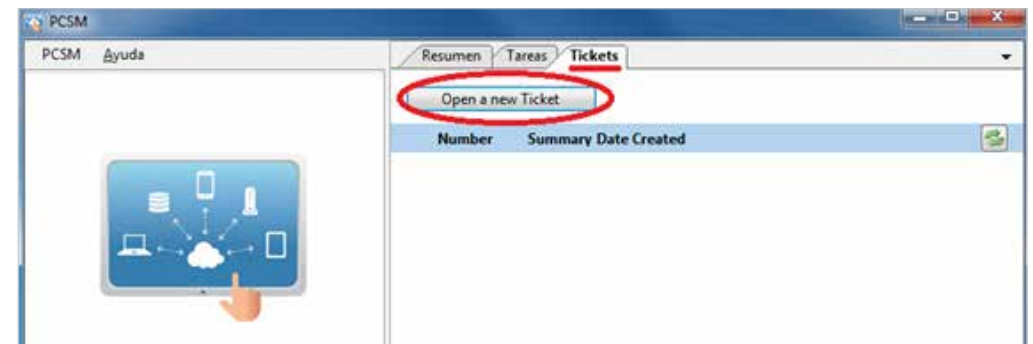 PCSM
PCSM Ayuda
Resumen Tareas Tickets
Open a new Ticket
Number Summary Date Created